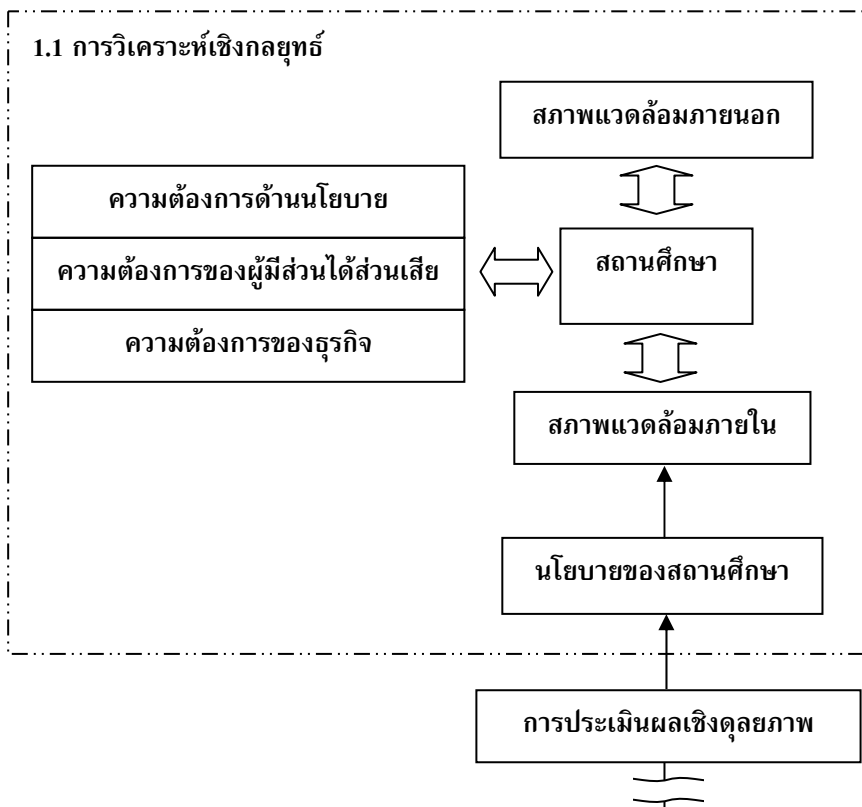 1.1 การวิเคราะห์เชิงกลยุทธ์
สภาพแวดล้อมภายนอก
ความต้องการด้านนโยบาย
ความต้องการของผู้มีส่วนได้ส่วนเสีย
สถานศึกษา
ความต้องการของธุรกิจ
สภาพแวดล้อมภายใน
นโยบายของสถานศึกษา
การประเมินผลเชิงดุลยภาพ